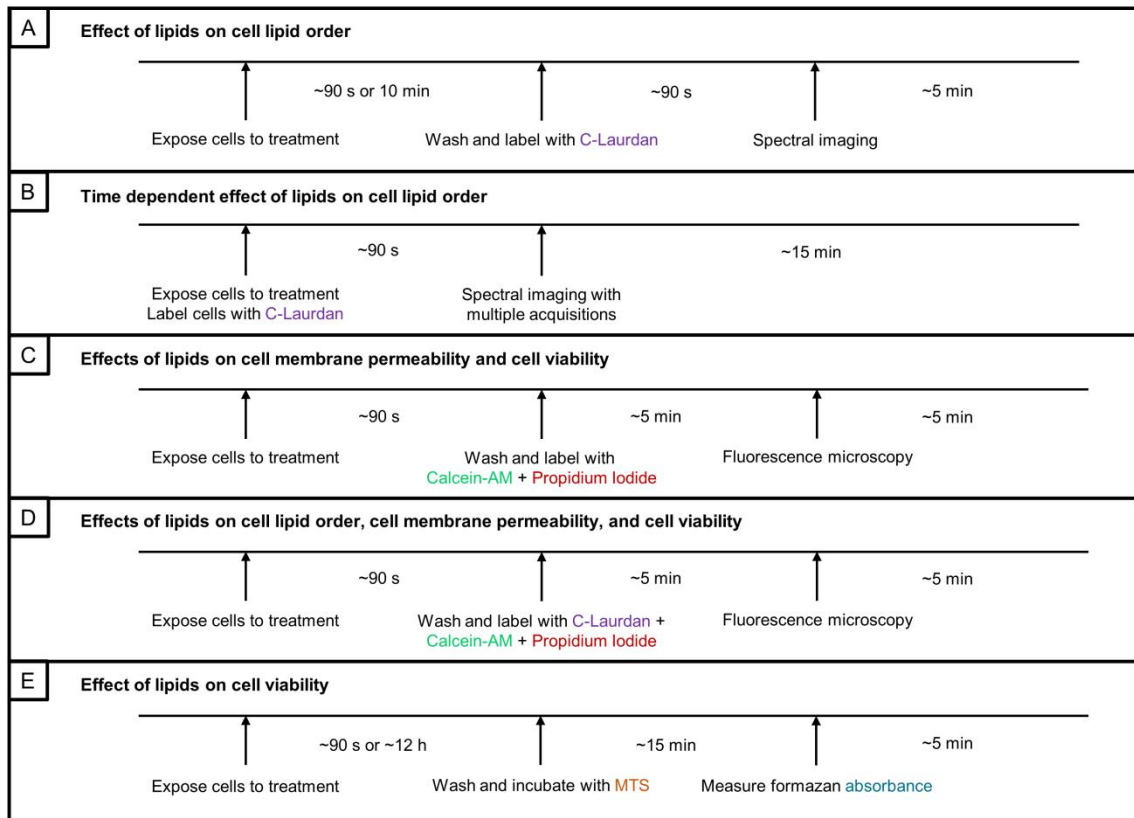 A
Effect of lipids on cell lipid order
~90 s or 10 min
~90 s
~5 min
Expose cells to treatment
Wash and label with C-Laurdan
Spectral imaging
B
Time dependent effect of lipids on cell lipid order
~90 s
~15 min
Expose cells to treatment
Label cells with C-Laurdan
Spectral imaging with
multiple acquisitions
C
Effects of lipids on cell membrane permeability and cell viability
~90 s
~5 min
~5 min
Expose cells to treatment
Wash and label with
Calcein-AM + Propidium Iodide
Fluorescence microscopy
D
Effects of lipids on cell lipid order, cell membrane permeability, and cell viability
~90 s
~5 min
~5 min
Expose cells to treatment
Wash and label with C-Laurdan +
Calcein-AM + Propidium Iodide
Fluorescence microscopy
E
Effect of lipids on cell viability
~90 s or ~12 h
~15 min
~5 min
Expose cells to treatment
Wash and incubate with MTS
Measure formazan absorbance